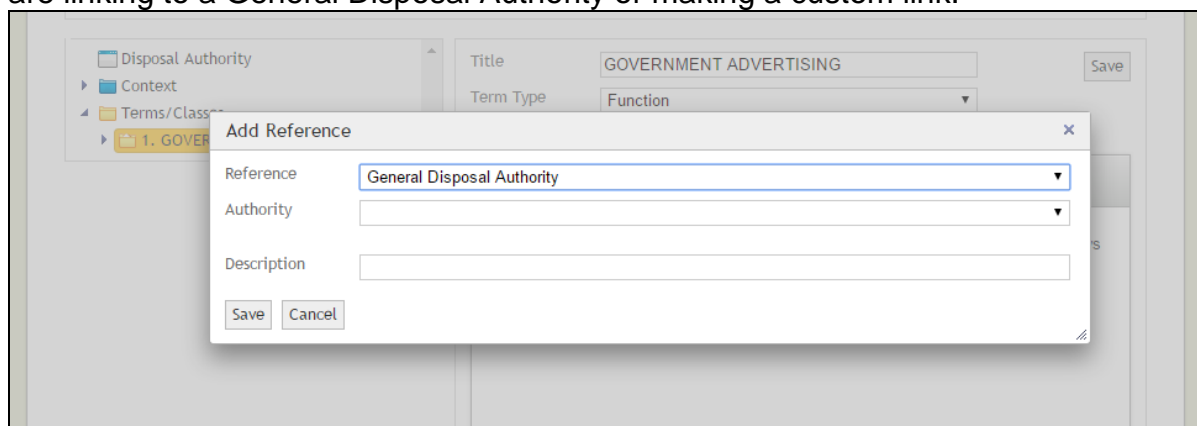 are linking to a General Disposal Authority or making a custom link.
Disposal Authority
Context
Terms/Classes
1. GOVER
Title GOVERNMENT ADVERTISING Save
Term Type Function
Add Reference
Reference General Disposal Authority
Authority
Description
Save Cancel
's